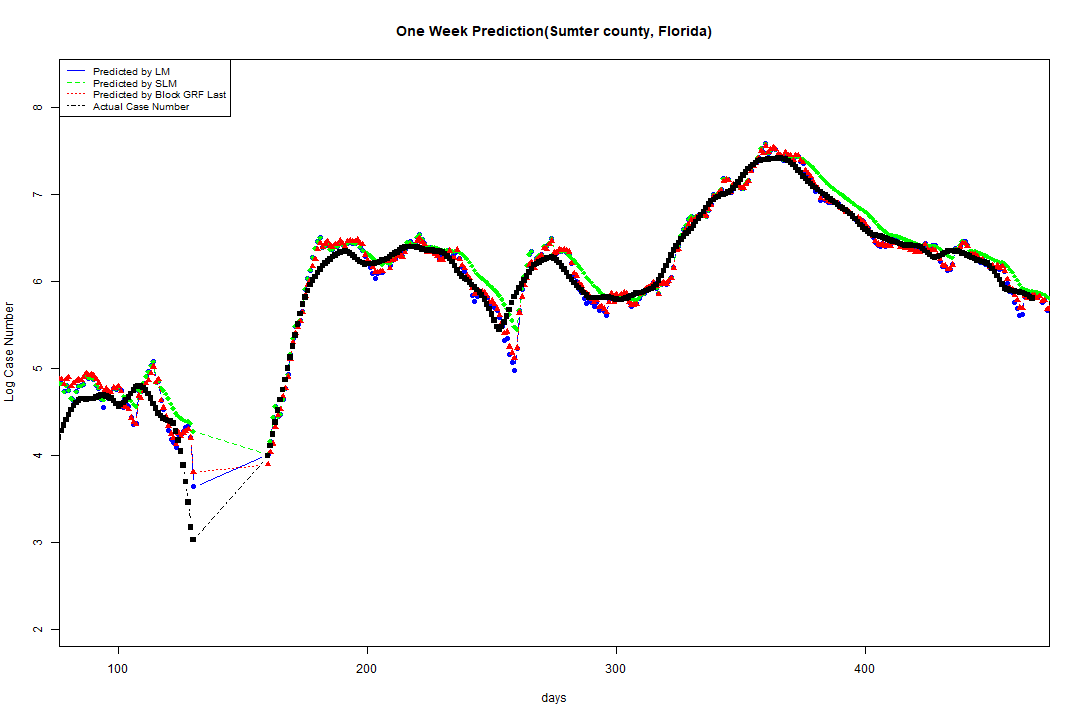 One Week Prediction(Sumter county, Florida)
Predicted by LM
Predicted by SLM
Predicted by Block GRF Last
Actual Case Number
8
7
6
5
4
3
2
Log Case Number
100 200 300 400
days